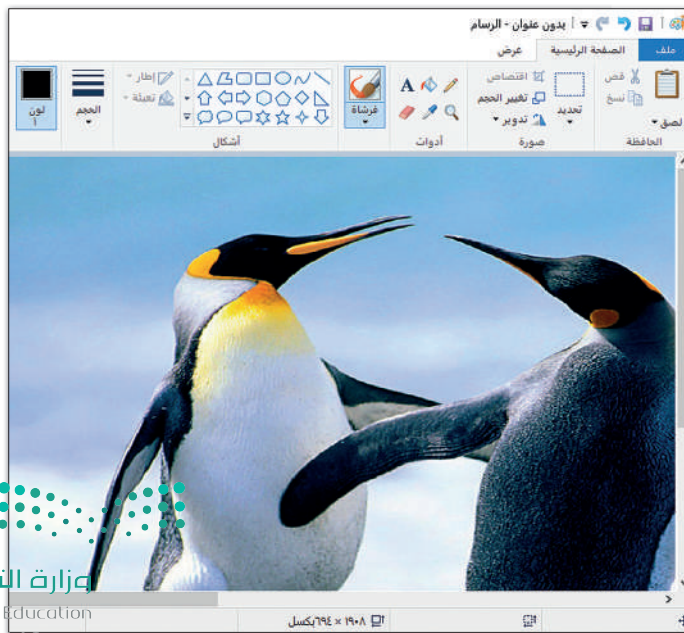 بدون عنوان - الرسام
ملف الصفحة الرئيسية عرض
قص
نسخ
لصق
الحافظة
تحديد
اقتصاص
تغيير الحجم
تدوير
صورة
A
أدوات
فرشاة
أشكال
إطار
تعبئة
الحجم
لون
١
وزارة
Education
١٩٠٨ × ٦٩٤بكسل